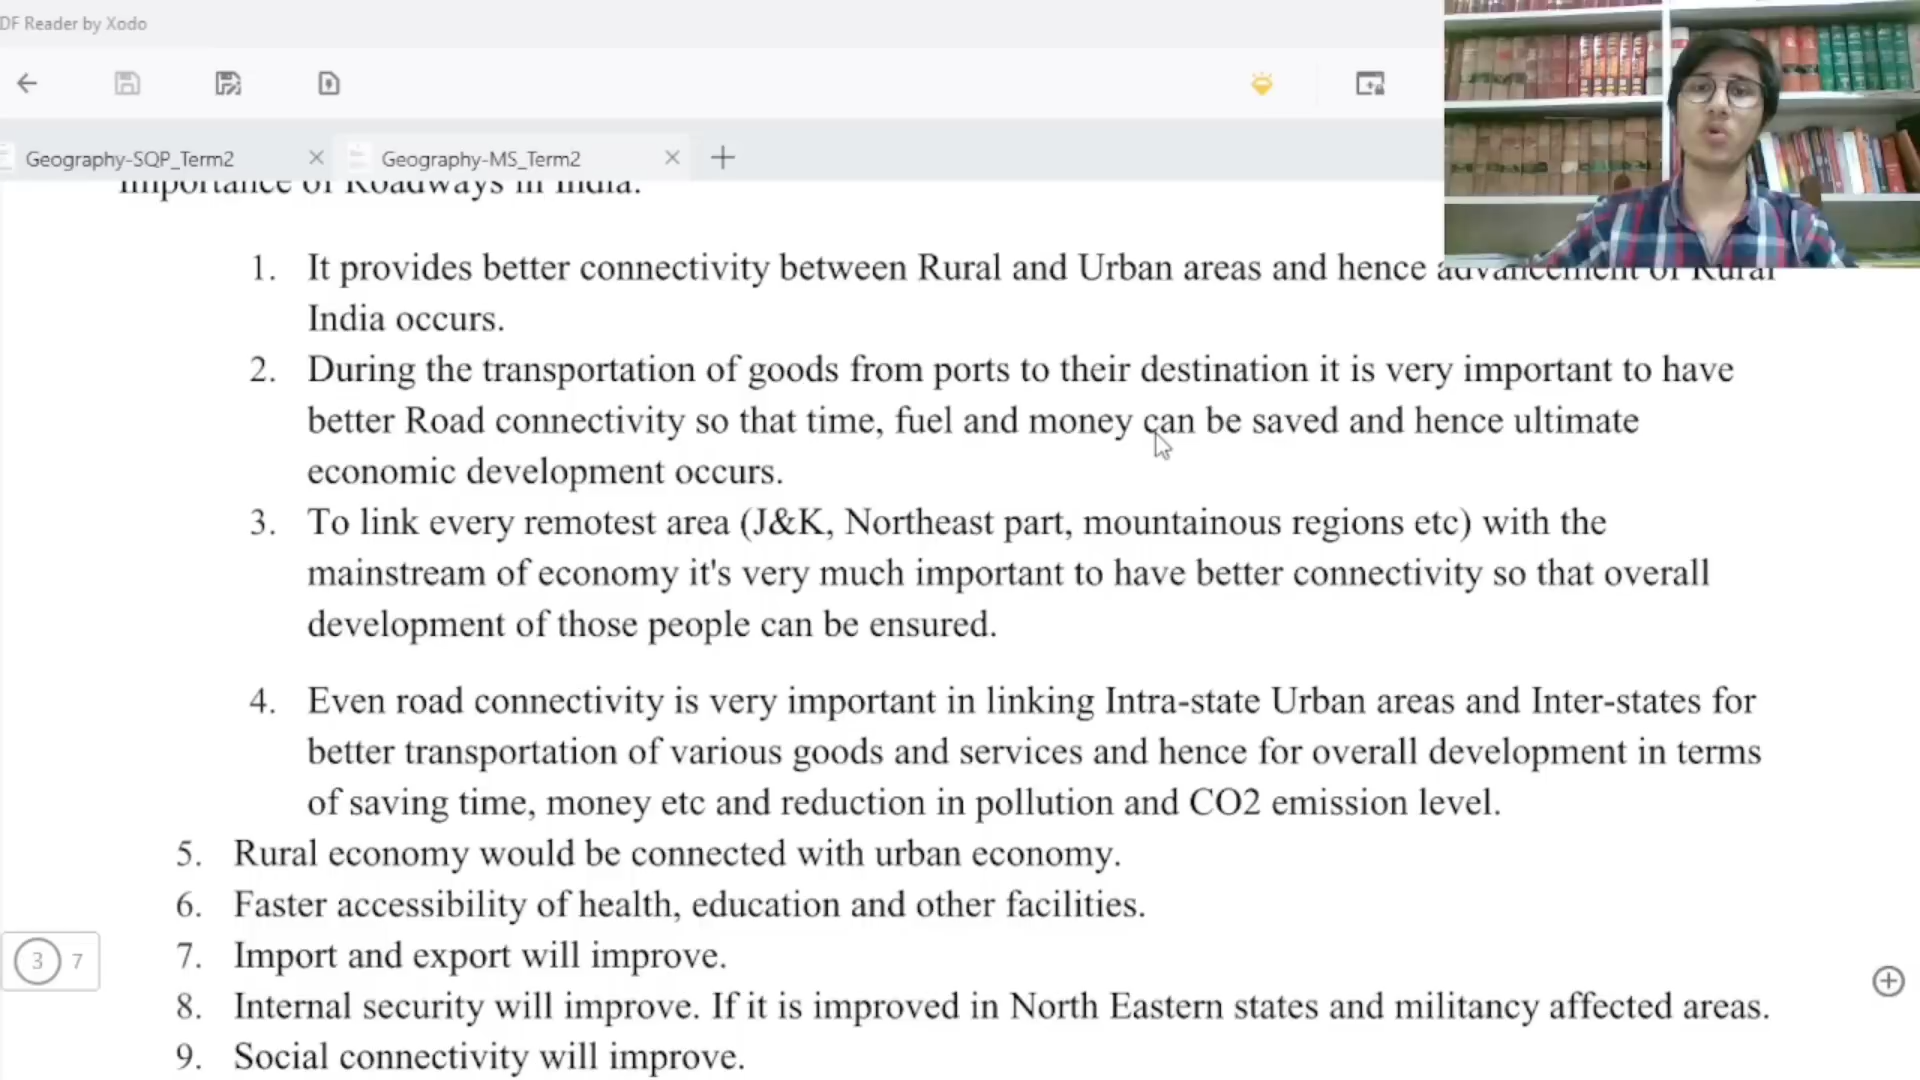 DF Reader by Xodo
Geography-SQP_Term2
Geography-MS_Term2
Importance of Roadways in India.
1. It provides better connectivity between Rural and Urban areas and hence advancement of Rural
India occurs.
2. During the transportation of goods from ports to their destination it is very important to have
better Road connectivity so that time, fuel and money can be saved and hence ultimate
economic development occurs.
3. To link every remotest area (J&K, Northeast part, mountainous regions etc) with the
mainstream of economy it's very much important to have better connectivity so that overall
development of those people can be ensured.
4. Even road connectivity is very important in linking Intra-state Urban areas and Inter-states for
better transportation of various goods and services and hence for overall development in terms
of saving time, money etc and reduction in pollution and CO2 emission level.
5. Rural economy would be connected with urban economy.
6. Faster accessibility of health, education and other facilities.
3 7
7. Import and export will improve.
8. Internal security will improve. If it is improved in North Eastern states and militancy affected areas.
9. Social connectivity will improve.